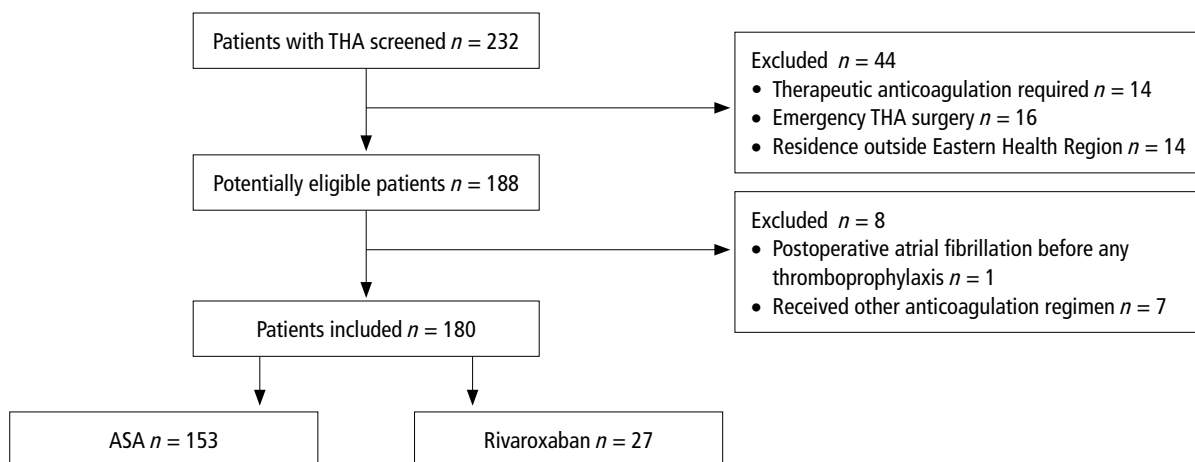 Patients with THA screened n = 232
Excluded n = 44
• Therapeutic anticoagulation required n = 14
• Emergency THA surgery n = 16
• Residence outside Eastern Health Region n = 14
Potentially eligible patients n = 188
Excluded n = 8
• Postoperative atrial fibrillation before any
thromboprophylaxis n = 1
• Received other anticoagulation regimen n = 7
Patients included n = 180
ASA n = 153
Rivaroxaban n = 27